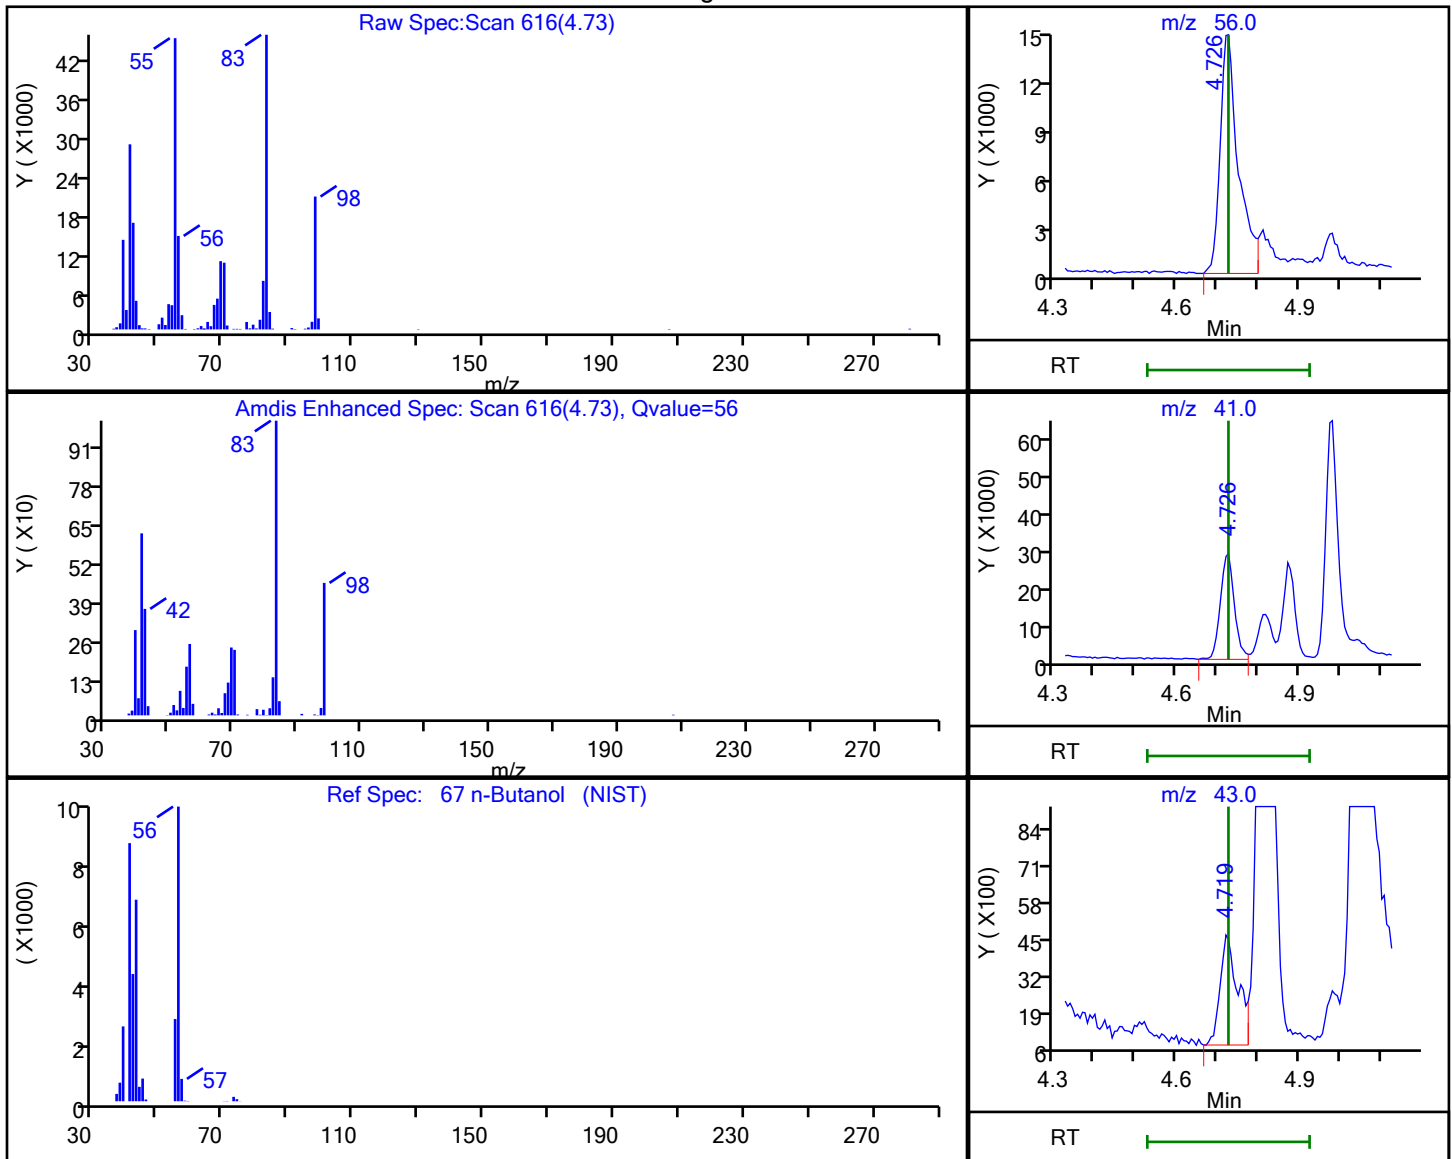 Raw Spec:Scan 616(4.73)
Y ( X1000)
42
36
30
24
18
12
6
0
55
83
56
98
30 70 110 150 190 230 270
m/z
m/z 56.0
Y ( X1000)
15
12
9
6
3
0
4.726
4.3 4.6 4.9
Min
RT
Amdis Enhanced Spec: Scan 616(4.73), Qvalue=56
Y ( X10)
91
78
65
52
39
26
13
0
83
42
98
30 70 110 150 190 230 270
m/z
m/z 41.0
Y ( X1000)
60
50
40
30
20
10
0
4.726
4.3 4.6 4.9
Min
RT
Ref Spec: 67 n-Butanol (NIST)
( X1000)
10
8
6
4
2
0
56
57
30 70 110 150 190 230 270
m/z 43.0
Y ( X100)
84
71
58
45
32
19
6
4.719
4.3 4.6 4.9
Min
RT